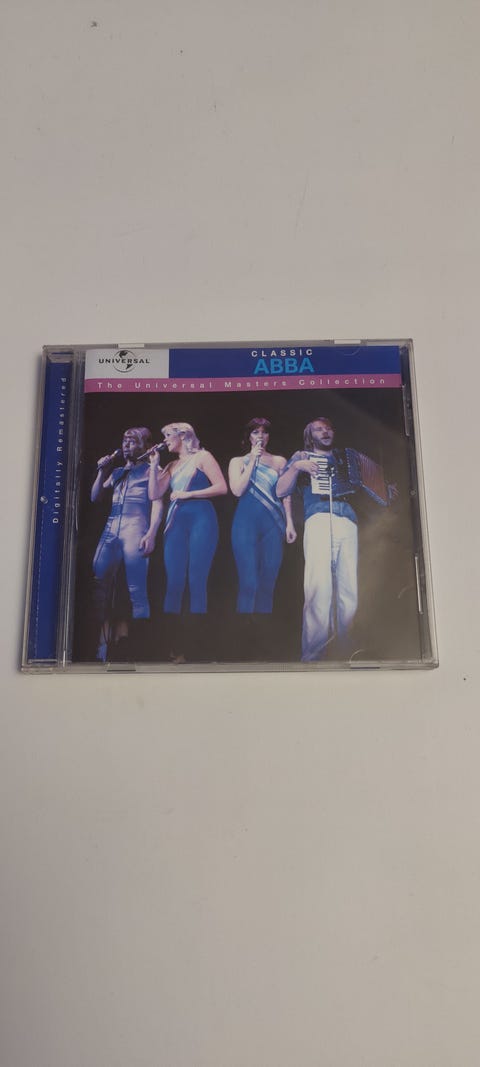 UNIVERSAL
CLASSIC
ABBA
The Universal Masters Collection
Digitally Remastered